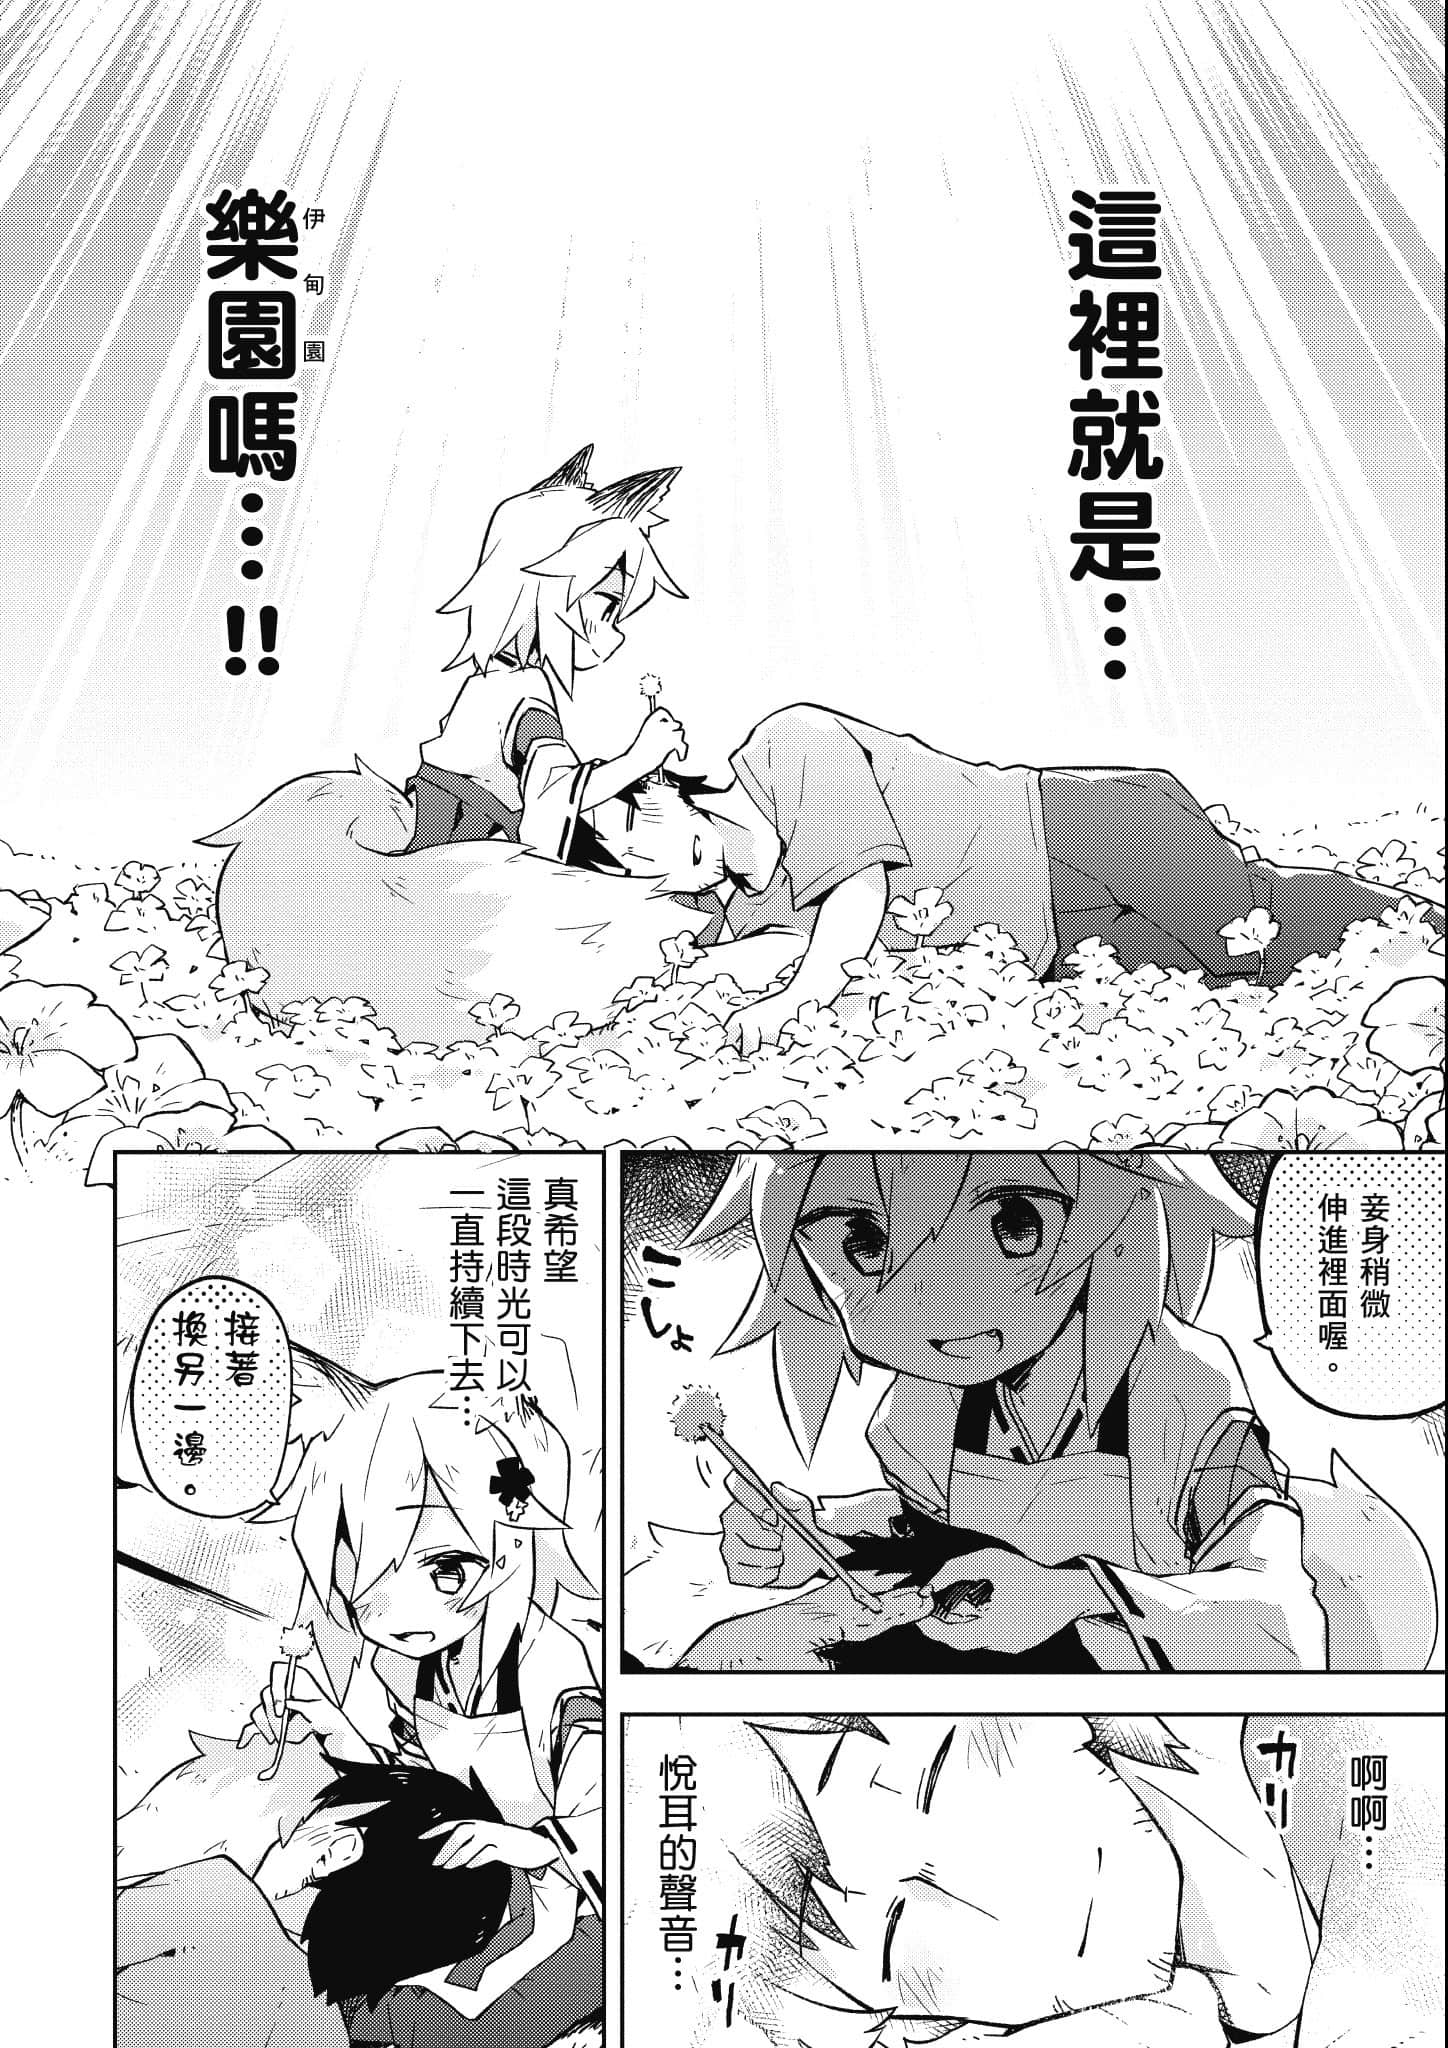 這裡就是…
伊甸園
樂園嗎…!!
妾身稍微
伸進裡面喔。
にょ
しょ
啊啊…
カリ
悅耳的聲音…
カリ
真希望
這段時光可以
一直持續下去…
接著
換另一邊。